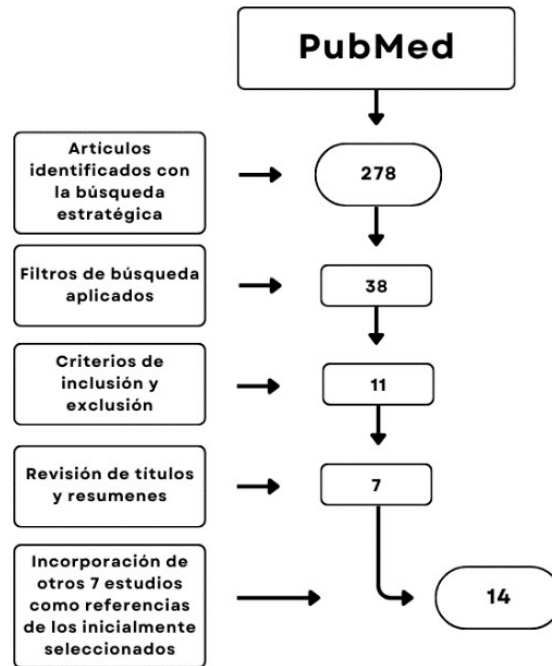 PubMed
Artículos
identificados con
la búsqueda
estratégica
278
Filtros de búsqueda
aplicados
38
Criterios de
inclusión y
exclusión
11
Revisión de títulos
y resumenes
7
Incorporación de
otros 7 estudios
como referencias
de los inicialmente
seleccionados
14